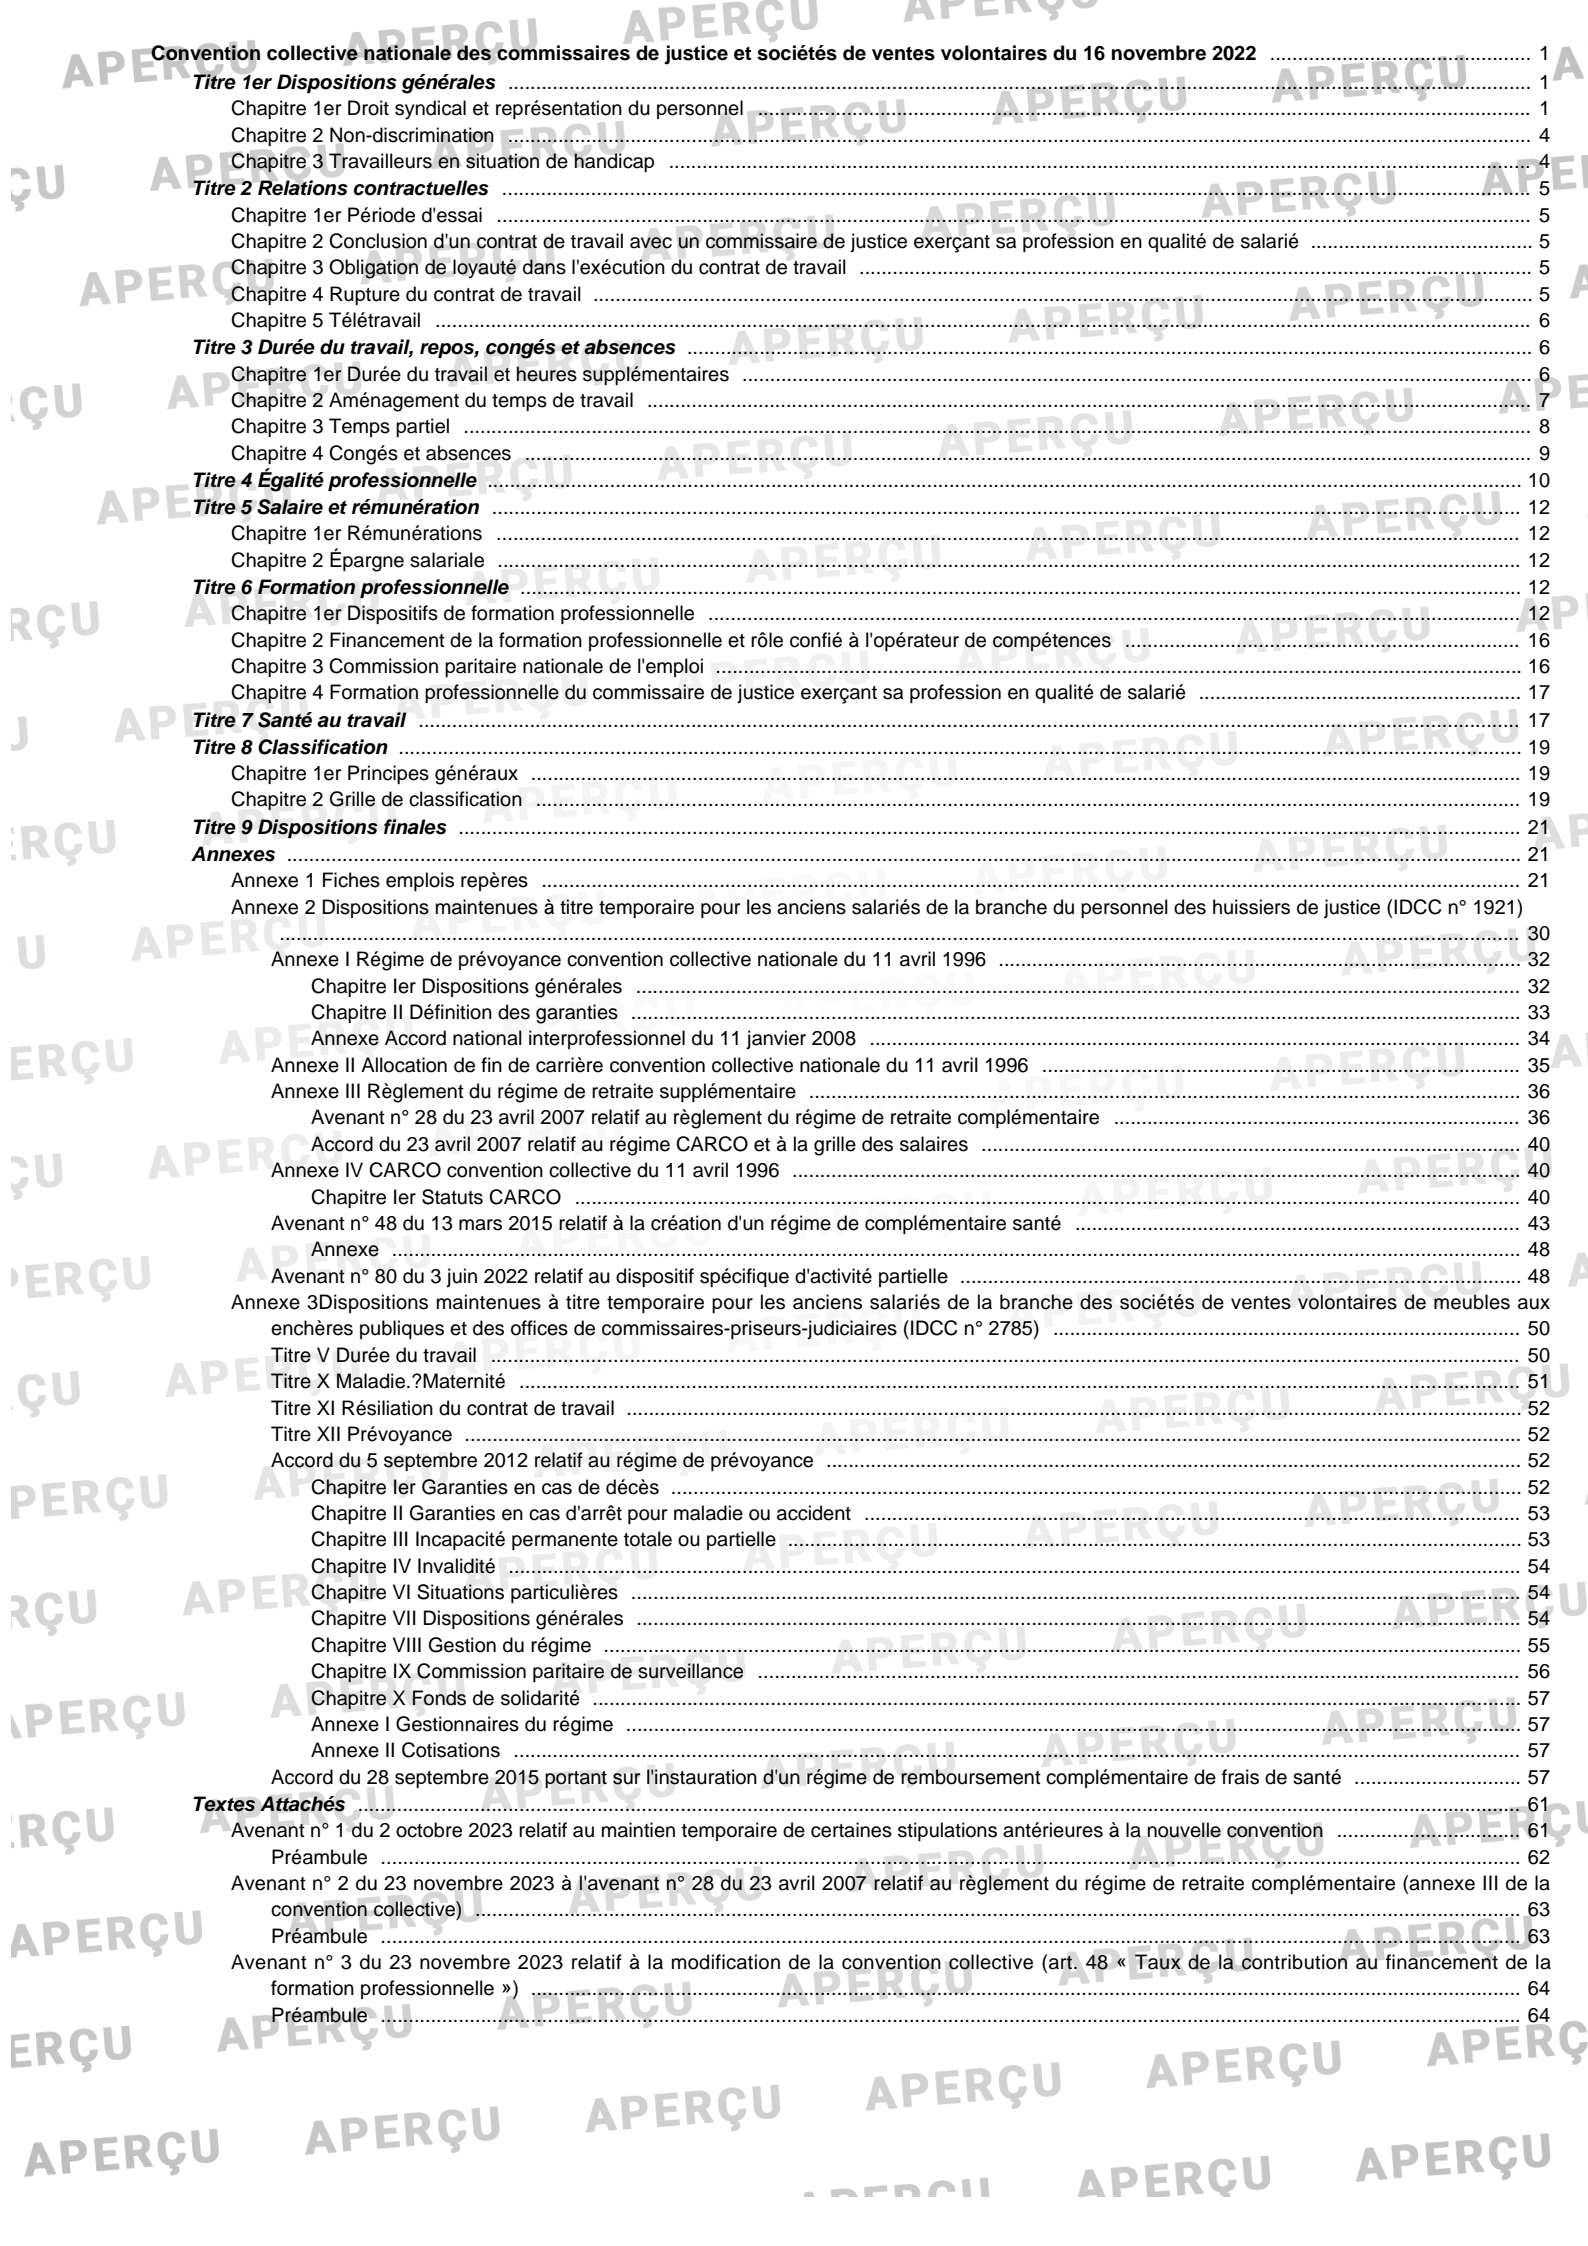 Convention collective nationale des commissaires de justice et sociétés de ventes volontaires du 16 novembre 2022 ... 1
Titre 1er Dispositions générales ... 1
Chapitre 1er Droit syndical et représentation du personnel ... 1
Chapitre 2 Non-discrimination ... 4
Chapitre 3 Travailleurs en situation de handicap ... 4
Titre 2 Relations contractuelles ... 5
Chapitre 1er Période d'essai ... 5
Chapitre 2 Conclusion d'un contrat de travail avec un commissaire de justice exerçant sa profession en qualité de salarié ... 5
Chapitre 3 Obligation de loyauté dans l'exécution du contrat de travail ... 5
Chapitre 4 Rupture du contrat de travail ... 5
Chapitre 5 Télétravail ... 6
Titre 3 Durée du travail, repos, congés et absences ... 6
Chapitre 1er Durée du travail et heures supplémentaires ... 6
Chapitre 2 Aménagement du temps de travail ... 7
Chapitre 3 Temps partiel ... 8
Chapitre 4 Congés et absences ... 9
Titre 4 Égalité professionnelle ... 10
Titre 5 Salaire et rémunération ... 12
Chapitre 1er Rémunérations ... 12
Chapitre 2 Épargne salariale ... 12
Titre 6 Formation professionnelle ... 12
Chapitre 1er Dispositifs de formation professionnelle ... 12
Chapitre 2 Financement de la formation professionnelle et rôle confié à l'opérateur de compétences ... 16
Chapitre 3 Commission paritaire nationale de l'emploi ... 16
Chapitre 4 Formation professionnelle du commissaire de justice exerçant sa profession en qualité de salarié ... 17
Titre 7 Santé au travail ... 17
Titre 8 Classification ... 19
Chapitre 1er Principes généraux ... 19
Chapitre 2 Grille de classification ... 19
Titre 9 Dispositions finales ... 21
Annexes ... 21
Annexe 1 Fiches emplois repères ... 21
Annexe 2 Dispositions maintenues à titre temporaire pour les anciens salariés de la branche du personnel des huissiers de justice (IDCC n° 1921)
... 30
Annexe I Régime de prévoyance convention collective nationale du 11 avril 1996 ... 32
Chapitre Ier Dispositions générales ... 32
Chapitre II Définition des garanties ... 33
Annexe Accord national interprofessionnel du 11 janvier 2008 ... 34
Annexe II Allocation de fin de carrière convention collective nationale du 11 avril 1996 ... 35
Annexe III Règlement du régime de retraite supplémentaire ... 36
Avenant n° 28 du 23 avril 2007 relatif au règlement du régime de retraite complémentaire ... 36
Accord du 23 avril 2007 relatif au régime CARCO et à la grille des salaires ... 40
Annexe IV CARCO convention collective du 11 avril 1996 ... 40
Chapitre Ier Statuts CARCO ... 40
Avenant n° 48 du 13 mars 2015 relatif à la création d'un régime de complémentaire santé ... 43
Annexe ... 48
Avenant n° 80 du 3 juin 2022 relatif au dispositif spécifique d'activité partielle ... 48
Annexe 3Dispositions maintenues à titre temporaire pour les anciens salariés de la branche des sociétés de ventes volontaires de meubles aux
enchères publiques et des offices de commissaires-priseurs-judiciaires (IDCC n° 2785) ... 50
Titre V Durée du travail ... 50
Titre X Maladie.?Maternité ... 51
Titre XI Résiliation du contrat de travail ... 52
Titre XII Prévoyance ... 52
Accord du 5 septembre 2012 relatif au régime de prévoyance ... 52
Chapitre Ier Garanties en cas de décès ... 52
Chapitre II Garanties en cas d'arrêt pour maladie ou accident ... 53
Chapitre III Incapacité permanente totale ou partielle ... 53
Chapitre IV Invalidité ... 54
Chapitre VI Situations particulières ... 54
Chapitre VII Dispositions générales ... 54
Chapitre VIII Gestion du régime ... 55
Chapitre IX Commission paritaire de surveillance ... 56
Chapitre X Fonds de solidarité ... 57
Annexe I Gestionnaires du régime ... 57
Annexe II Cotisations ... 57
Accord du 28 septembre 2015 portant sur l'instauration d'un régime de remboursement complémentaire de frais de santé ... 57
Textes Attachés ... 61
Avenant n° 1 du 2 octobre 2023 relatif au maintien temporaire de certaines stipulations antérieures à la nouvelle convention ... 61
Préambule ... 62
Avenant n° 2 du 23 novembre 2023 à l'avenant n° 28 du 23 avril 2007 relatif au règlement du régime de retraite complémentaire (annexe III de la
convention collective) ... 63
Préambule ... 63
Avenant n° 3 du 23 novembre 2023 relatif à la modification de la convention collective (art. 48 « Taux de la contribution au financement de la
formation professionnelle ») ... 64
Préambule ... 64
APERÇU